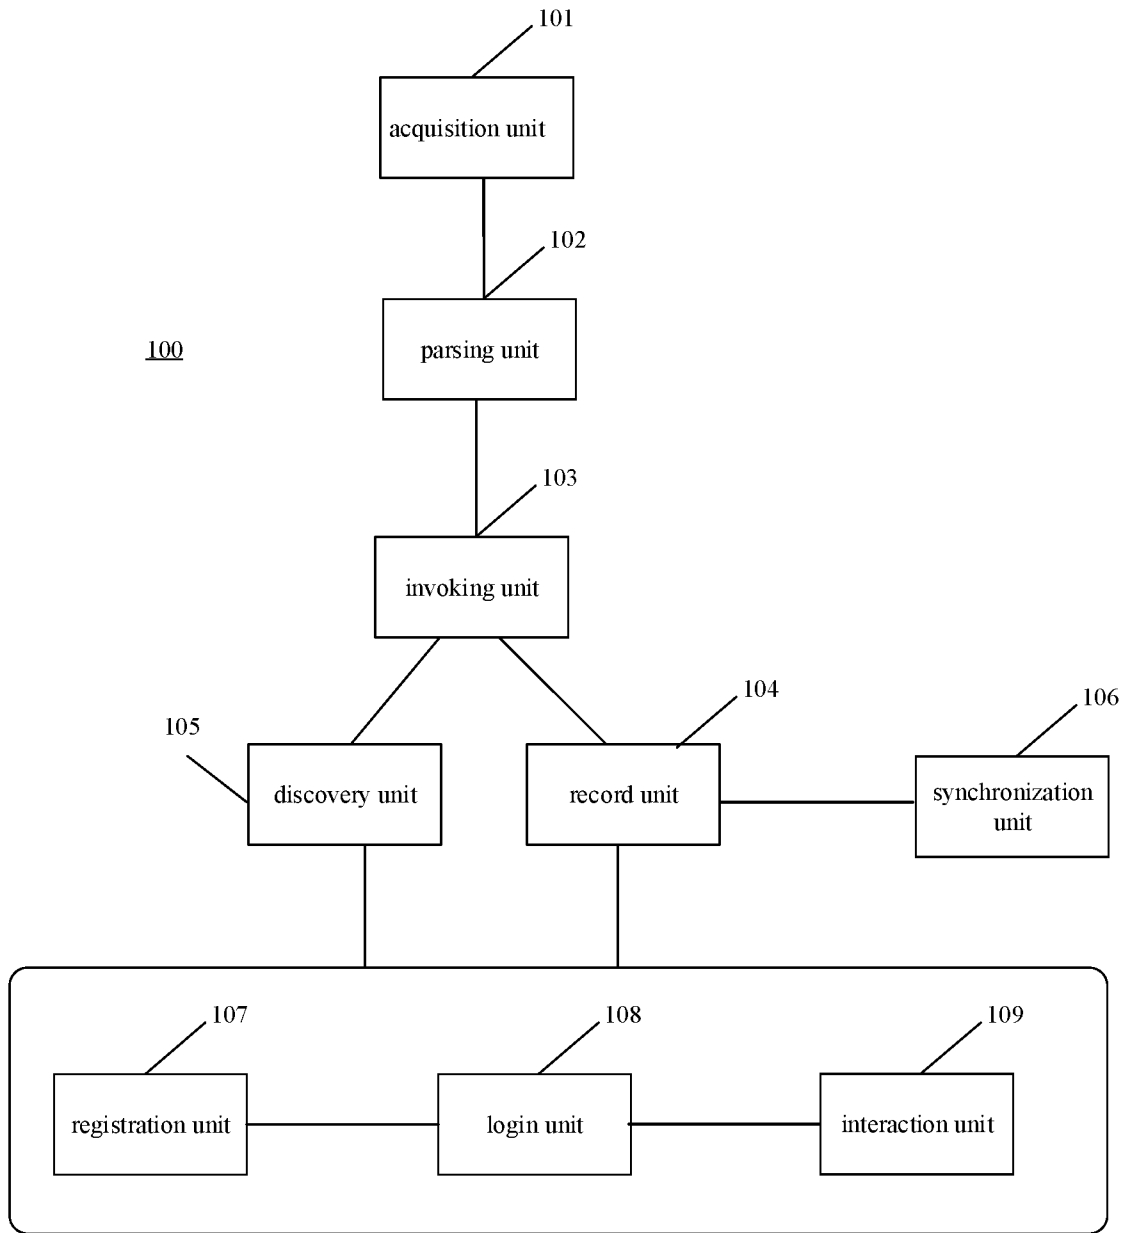 101
acquisition unit
102
100
parsing unit
103
invoking unit
104
105
106
discovery unit
record unit
synchronization
unit
107
108
109
registration unit
login unit
interaction unit